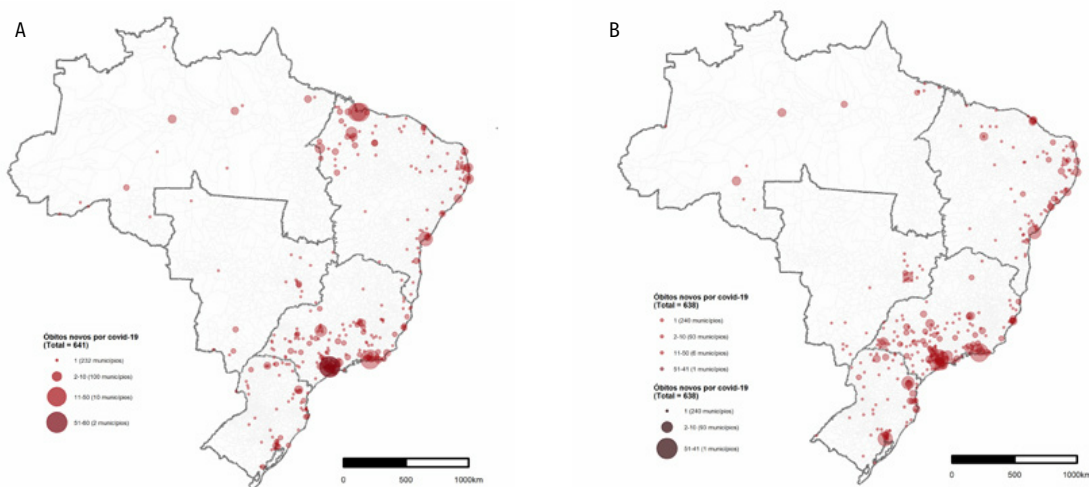 A
Óbitos novos por covid-19
(Total = 641)
1 (232 municípios)
2-10 (100 municípios)
11-50 (10 municípios)
51-60 (2 municípios)
0 500 1000km
B
Óbitos novos por covid-19
(Total = 638)
1 (240 municípios)
2-10 (60 municípios)
11-50 (6 municípios)
51-41 (1 municípios)
Óbitos novos por covid-19
(Total = 638)
1 (240 municípios)
2-10 (60 municípios)
51-41 (1 municípios)
0 500 1000km